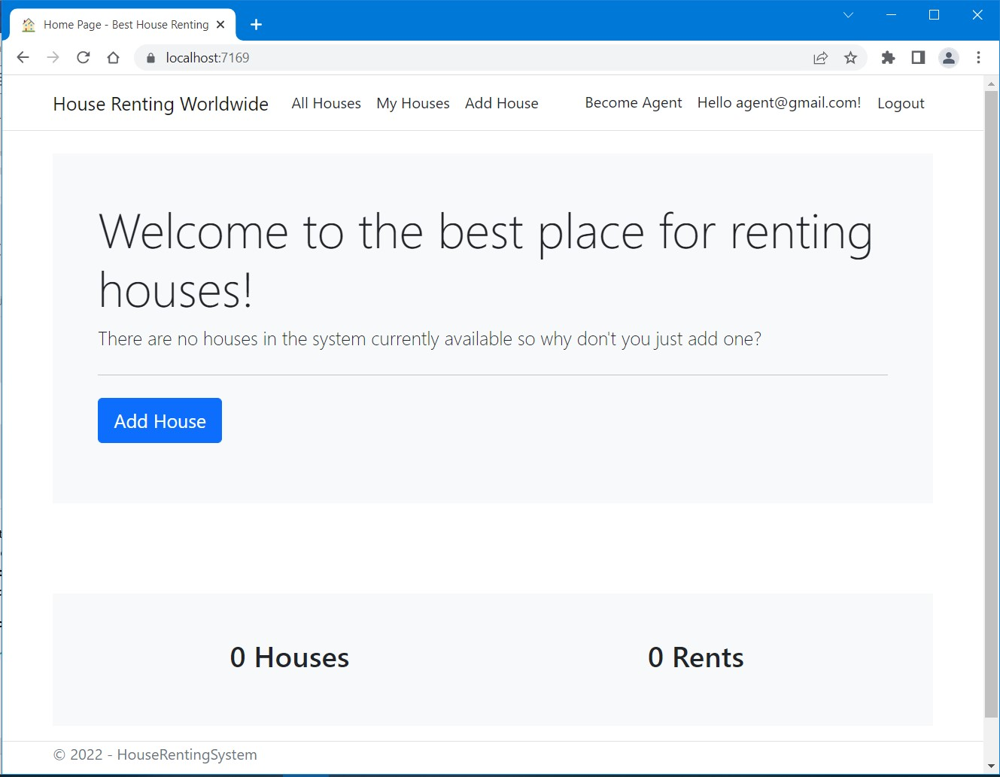 Home Page - Best House Renting
localhost:7169
House Renting Worldwide All Houses My Houses Add House Become Agent Hello agent@gmail.com! Logout
Welcome to the best place for renting
houses!
There are no houses in the system currently available so why don't you just add one?
Add House
0 Houses 0 Rents
© 2022 - HouseRentingSystem